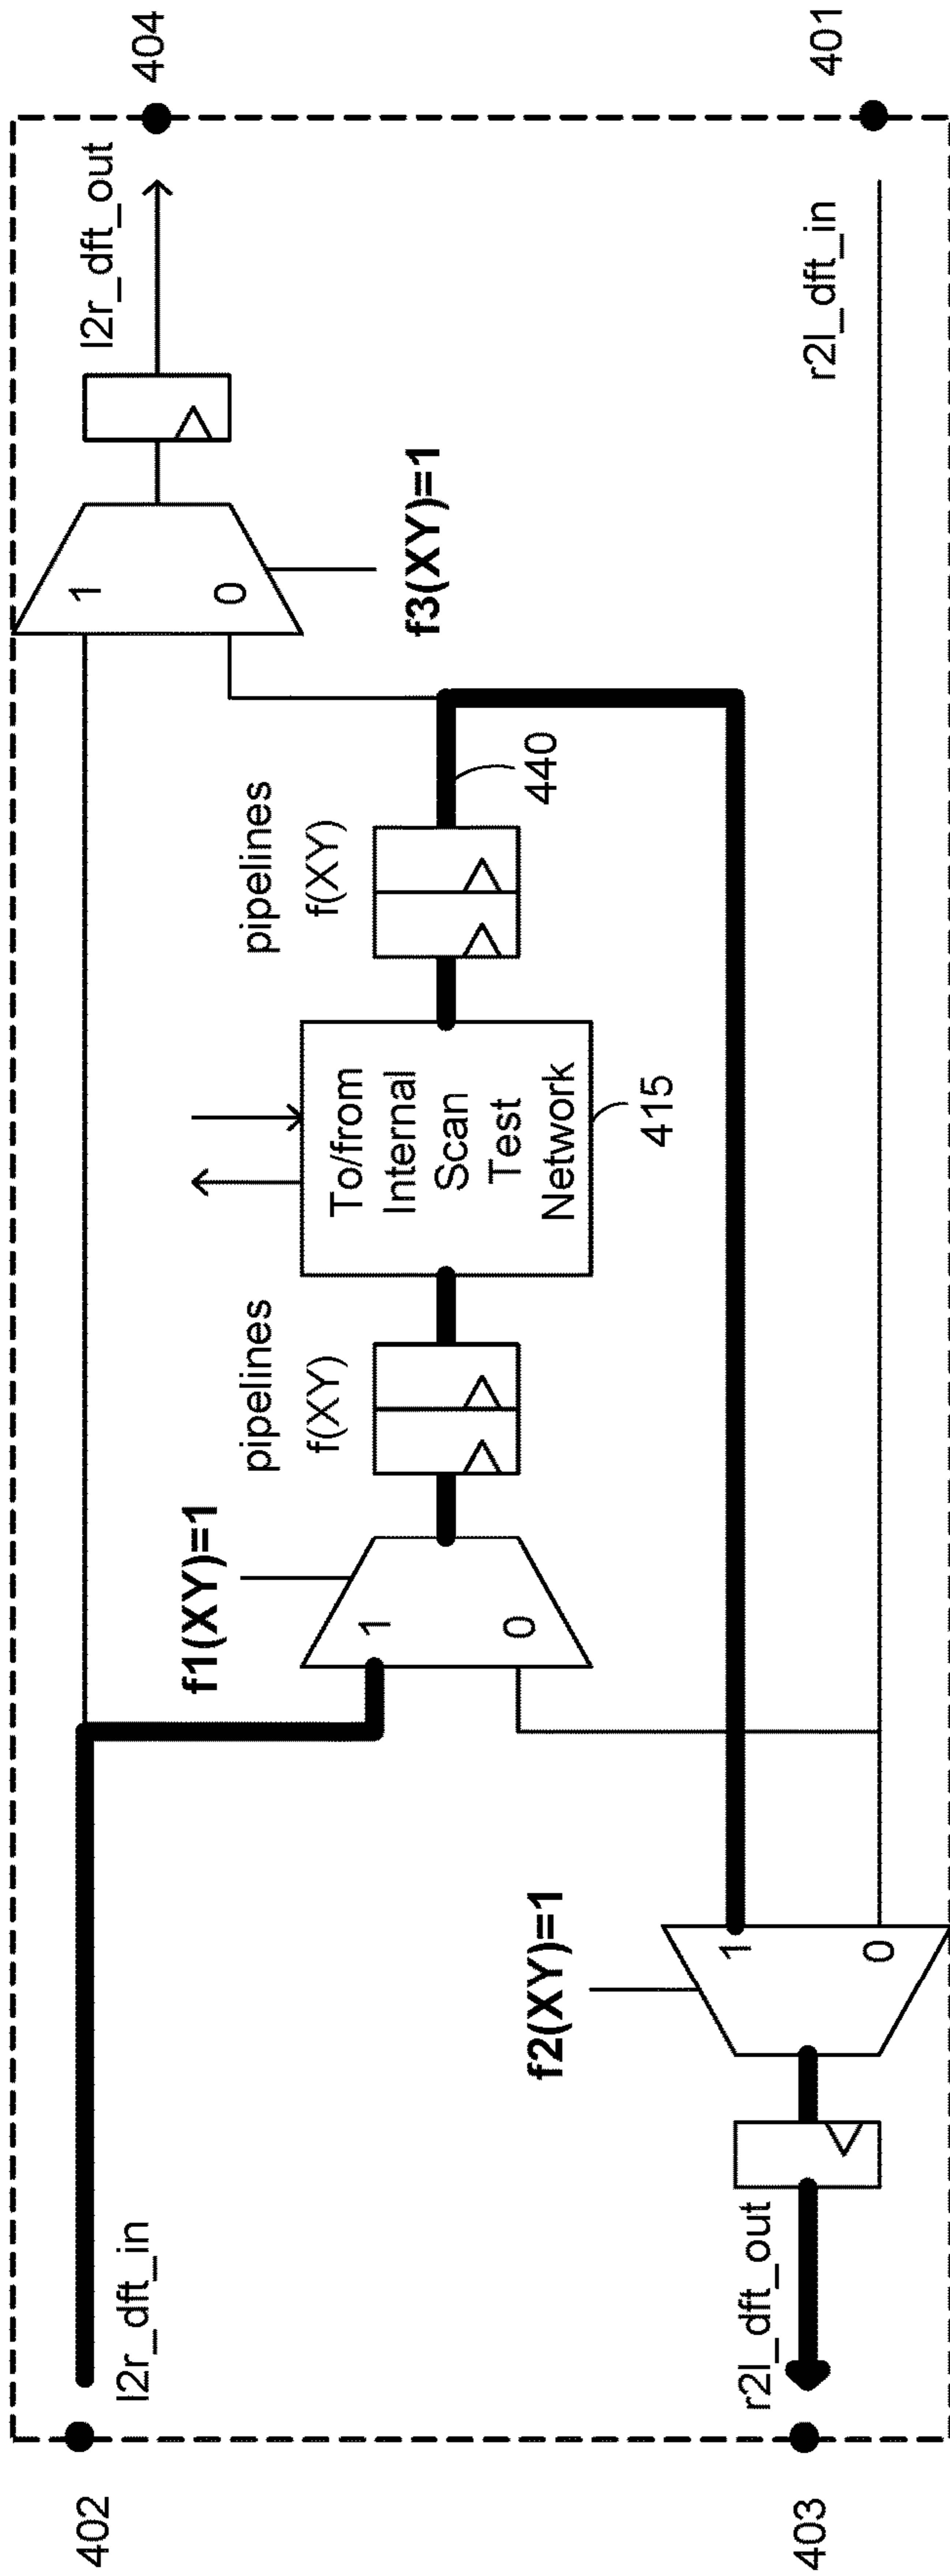 402
l2r_dft_in
l2r_dft_out
404
f1(XY)=1
1
0
pipelines
f(XY)
To/from
Internal
Scan
Test
Network
415
pipelines
f(XY)
440
1
0
f3(XY)=1
f2(XY)=1
1
0
403
r2l_dft_out
r2l_dft_in
401